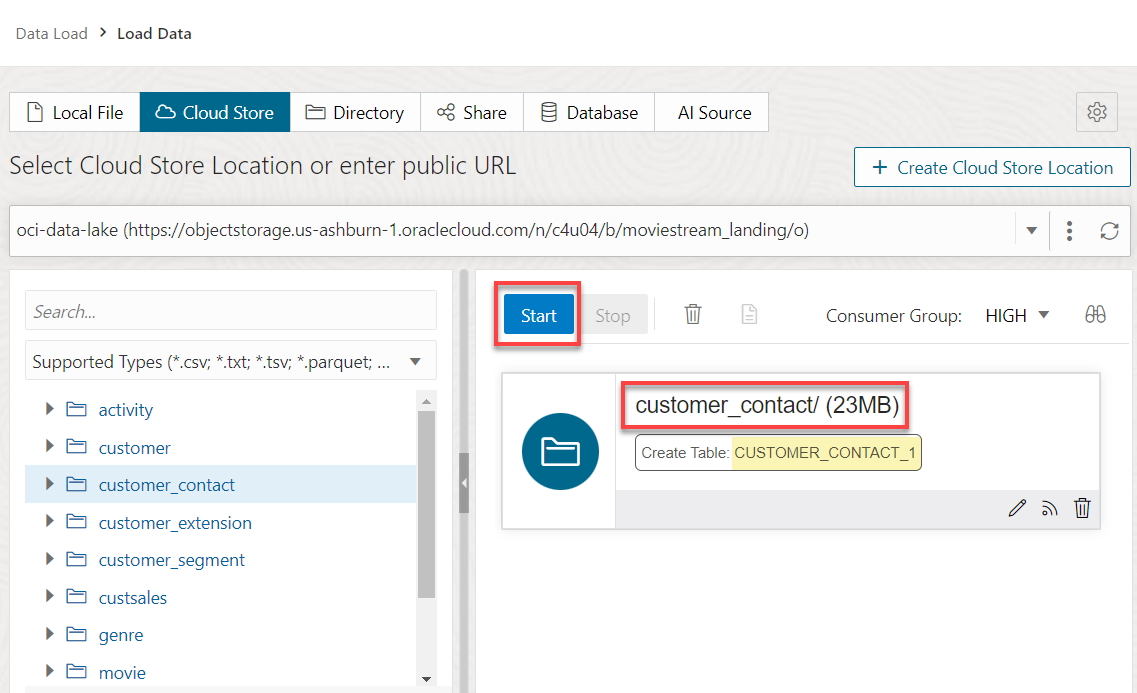 Data Load > Load Data
Local File Cloud Store Directory Share Database AI Source
Select Cloud Store Location or enter public URL
+ Create Cloud Store Location
oci-data-lake (https://objectstorage.us-ashburn-1.oraclecloud.com/n/c4u04/b/moviestream_landing/o)
Search...
Supported Types (*.csv; *.txt; *.tsv; *.parquet; ...
activity
customer
customer_contact
customer_extension
customer_segment
custsales
genre
movie
Start Stop Consumer Group: HIGH
customer_contact/ (23MB)
Create Table: CUSTOMER_CONTACT_1